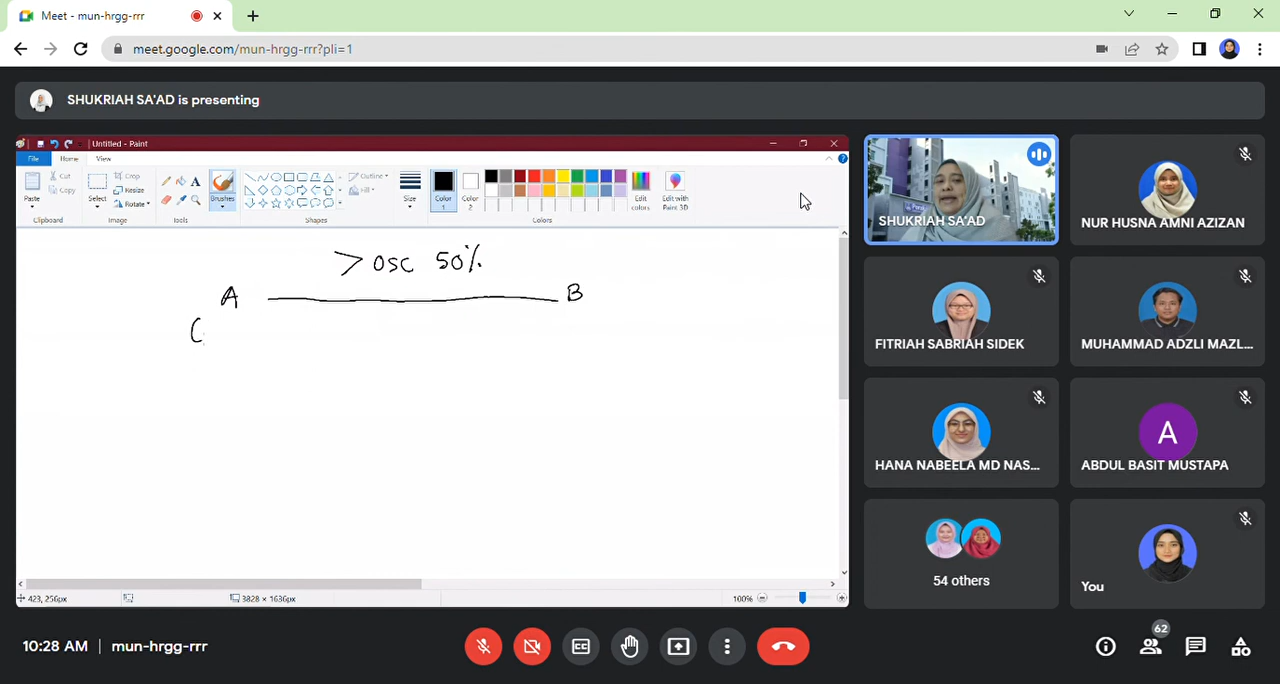 Meet - mun-hrgg-rrr
meet.google.com/mun-hrgg-rrr?pli=1
SHUKRIAH SA'AD is presenting
Untitled - Paint
File Home View
Paste
Cut
Copy
Clipboard
Select
Crop
Resize
Rotate
Image
A
Tools
Brushes
Outline
Fill
Shapes
Size
Color 1
Color 2
Edit colors
Edit with Paint 3D
Colors
> OSC 50%
A B
(
423, 256px
3828 × 1636px
100%
SHUKRIAH SA'AD
NUR HUSNA AMNI AZIZAN
FITRIAH SABRIAH SIDEK
MUHAMMAD ADZLI MAZL...
HANA NABEELA MD NAS...
A
ABDUL BASIT MUSTAPA
54 others
You
10:28 AM | mun-hrgg-rrr
CC
62